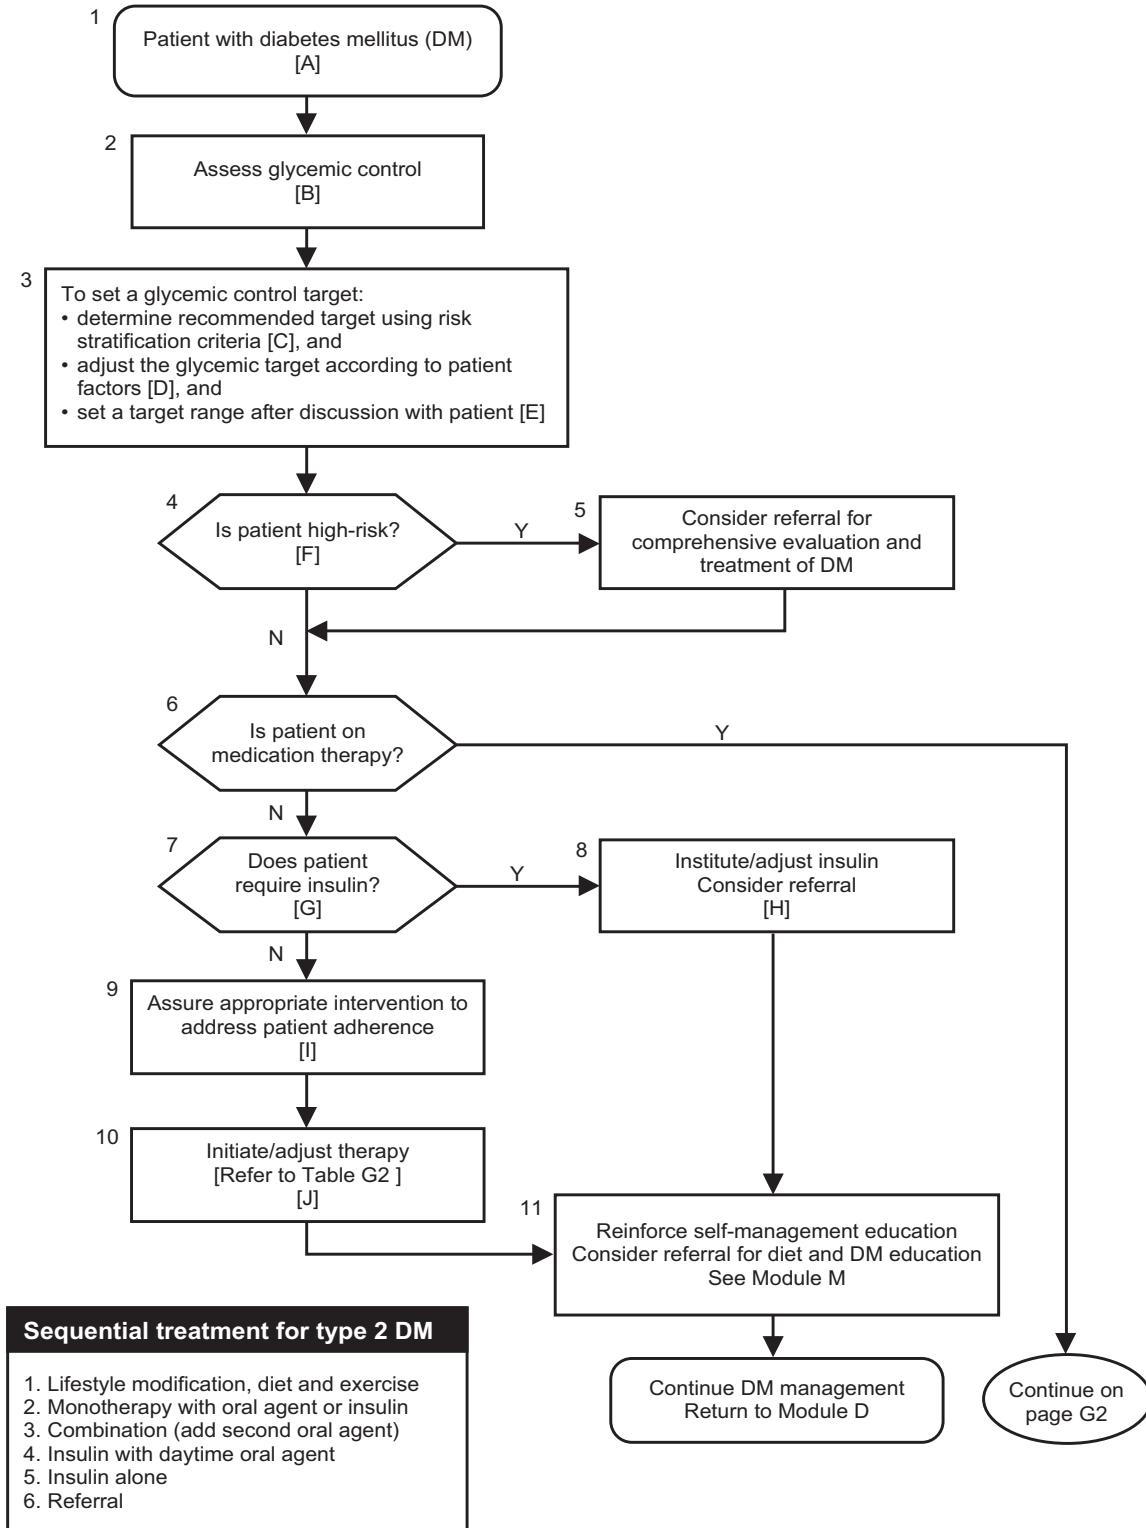 1
Patient with diabetes mellitus (DM)
[A]
2
Assess glycemic control
[B]
3
To set a glycemic control target:
• determine recommended target using risk
stratification criteria [C], and
• adjust the glycemic target according to patient
factors [D], and
• set a target range after discussion with patient [E]
4
Is patient high-risk?
[F]
Y
5
Consider referral for
comprehensive evaluation and
treatment of DM
N
6
Is patient on
medication therapy?
Y
N
7
Does patient
require insulin?
[G]
Y
8
Institute/adjust insulin
Consider referral
[H]
N
9
Assure appropriate intervention to
address patient adherence
[I]
10
Initiate/adjust therapy
[Refer to Table G2 ]
[J]
11
Reinforce self-management education
Consider referral for diet and DM education
See Module M
Continue DM management
Return to Module D
Continue on
page G2
Sequential treatment for type 2 DM
1. Lifestyle modification, diet and exercise
2. Monotherapy with oral agent or insulin
3. Combination (add second oral agent)
4. Insulin with daytime oral agent
5. Insulin alone
6. Referral